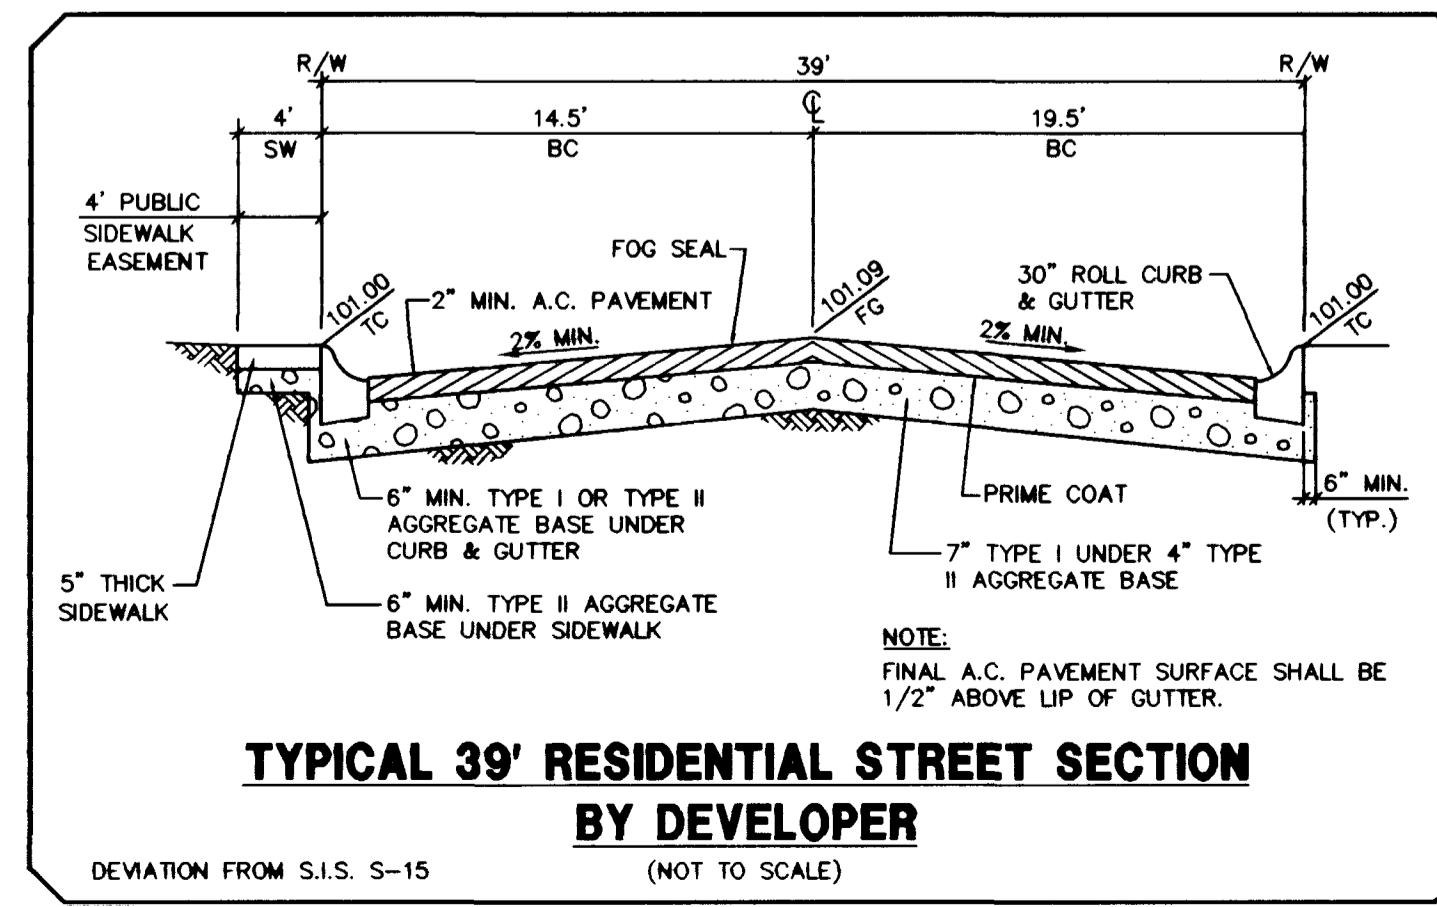 R/W
39'
R/W
4'
14.5'
℄
19.5'
SW
BC
BC
4' PUBLIC
SIDEWALK
EASEMENT
FOG SEAL
101.00
TC
2" MIN. A.C. PAVEMENT
101.09
FG
30" ROLL CURB
& GUTTER
101.00
TC
2% MIN.
2% MIN.
6" MIN. TYPE I OR TYPE II
AGGREGATE BASE UNDER
CURB & GUTTER
PRIME COAT
6" MIN.
(TYP.)
7" TYPE I UNDER 4" TYPE
II AGGREGATE BASE
5" THICK
SIDEWALK
6" MIN. TYPE II AGGREGATE
BASE UNDER SIDEWALK
NOTE:
FINAL A.C. PAVEMENT SURFACE SHALL BE
1/2" ABOVE LIP OF GUTTER.
TYPICAL 39' RESIDENTIAL STREET SECTION
BY DEVELOPER
DEVIATION FROM S.I.S. S-15
(NOT TO SCALE)